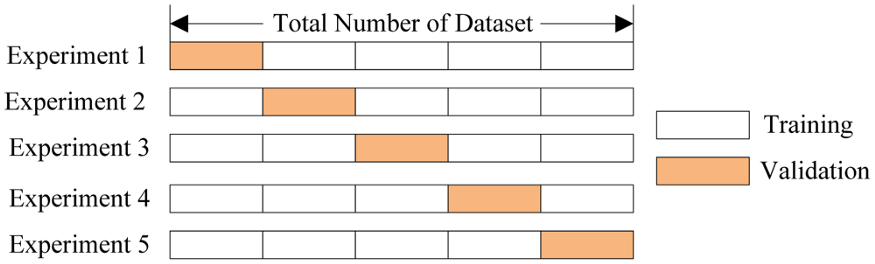 Total Number of Dataset
Experiment 1
Experiment 2
Experiment 3
Experiment 4
Experiment 5
Training
Validation